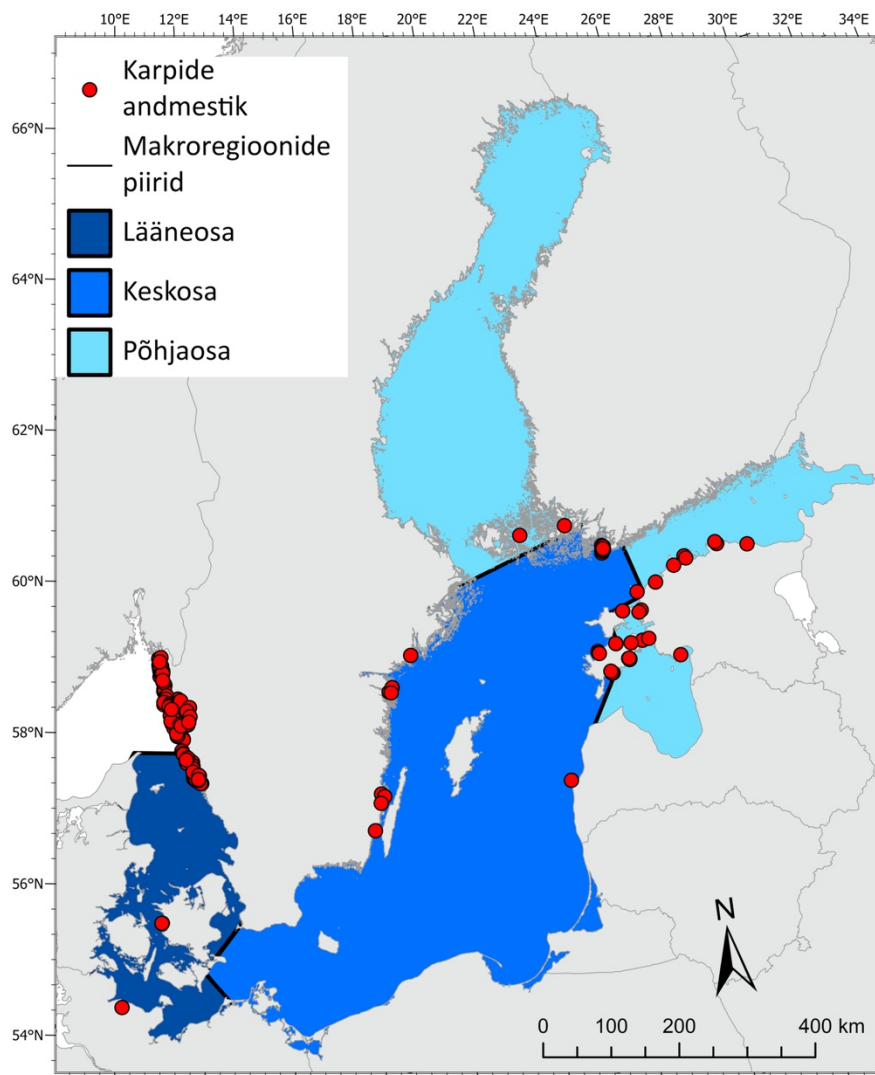 10°E 12°E 14°E 16°E 18°E 20°E 22°E 24°E 26°E 28°E 30°E 32°E 34°E
Karpide
andmestik
Makroregioonide
piirid
Lääneosa
Keskosa
Põhjaosa
66°N
64°N
62°N
60°N
58°N
56°N
54°N
N
0 100 200 400 km